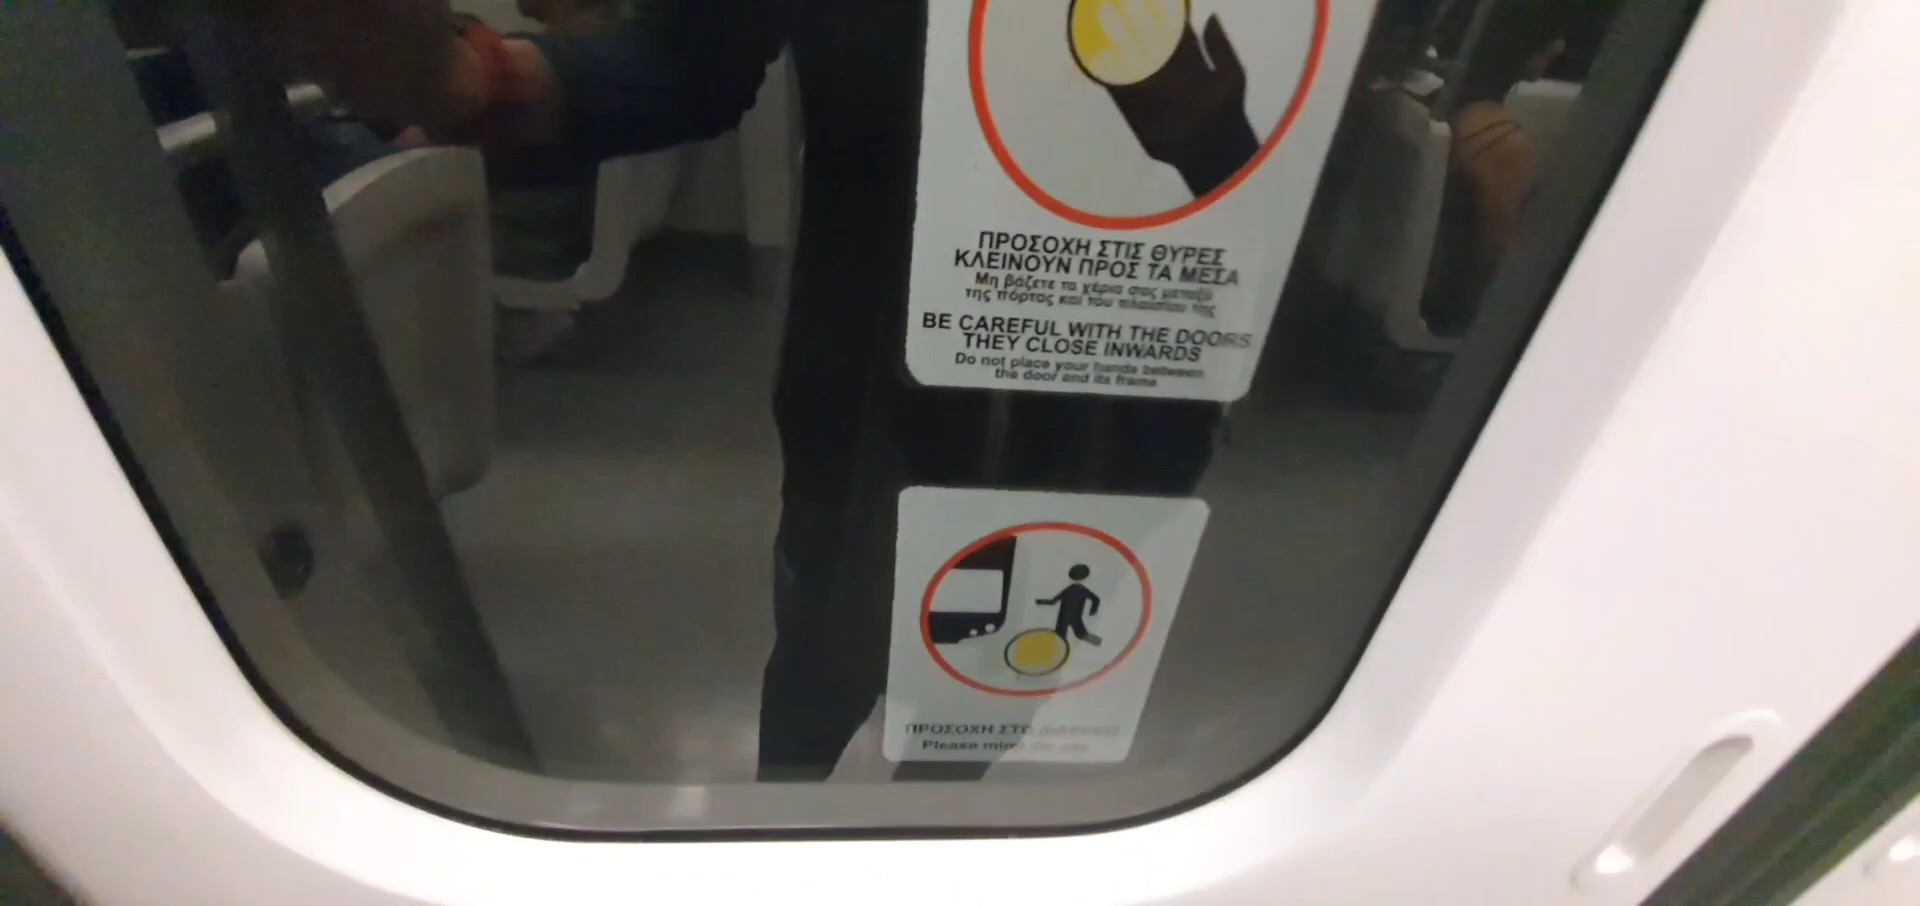 ΠΡΟΣΟΧΗ ΣΤΙΣ ΘΥΡΕΣ
ΚΛΕΙΝΟΥΝ ΠΡΟΣ ΤΑ ΜΕΣΑ
Μη βάζετε τα χέρια σας μεταξύ
της πόρτας και του πλαισίου της
BE CAREFUL WITH THE DOORS
THEY CLOSE INWARDS
Do not place your hands between
the door and its frame
ΠΡΟΣΟΧΗ ΣΤΟ
Please mind